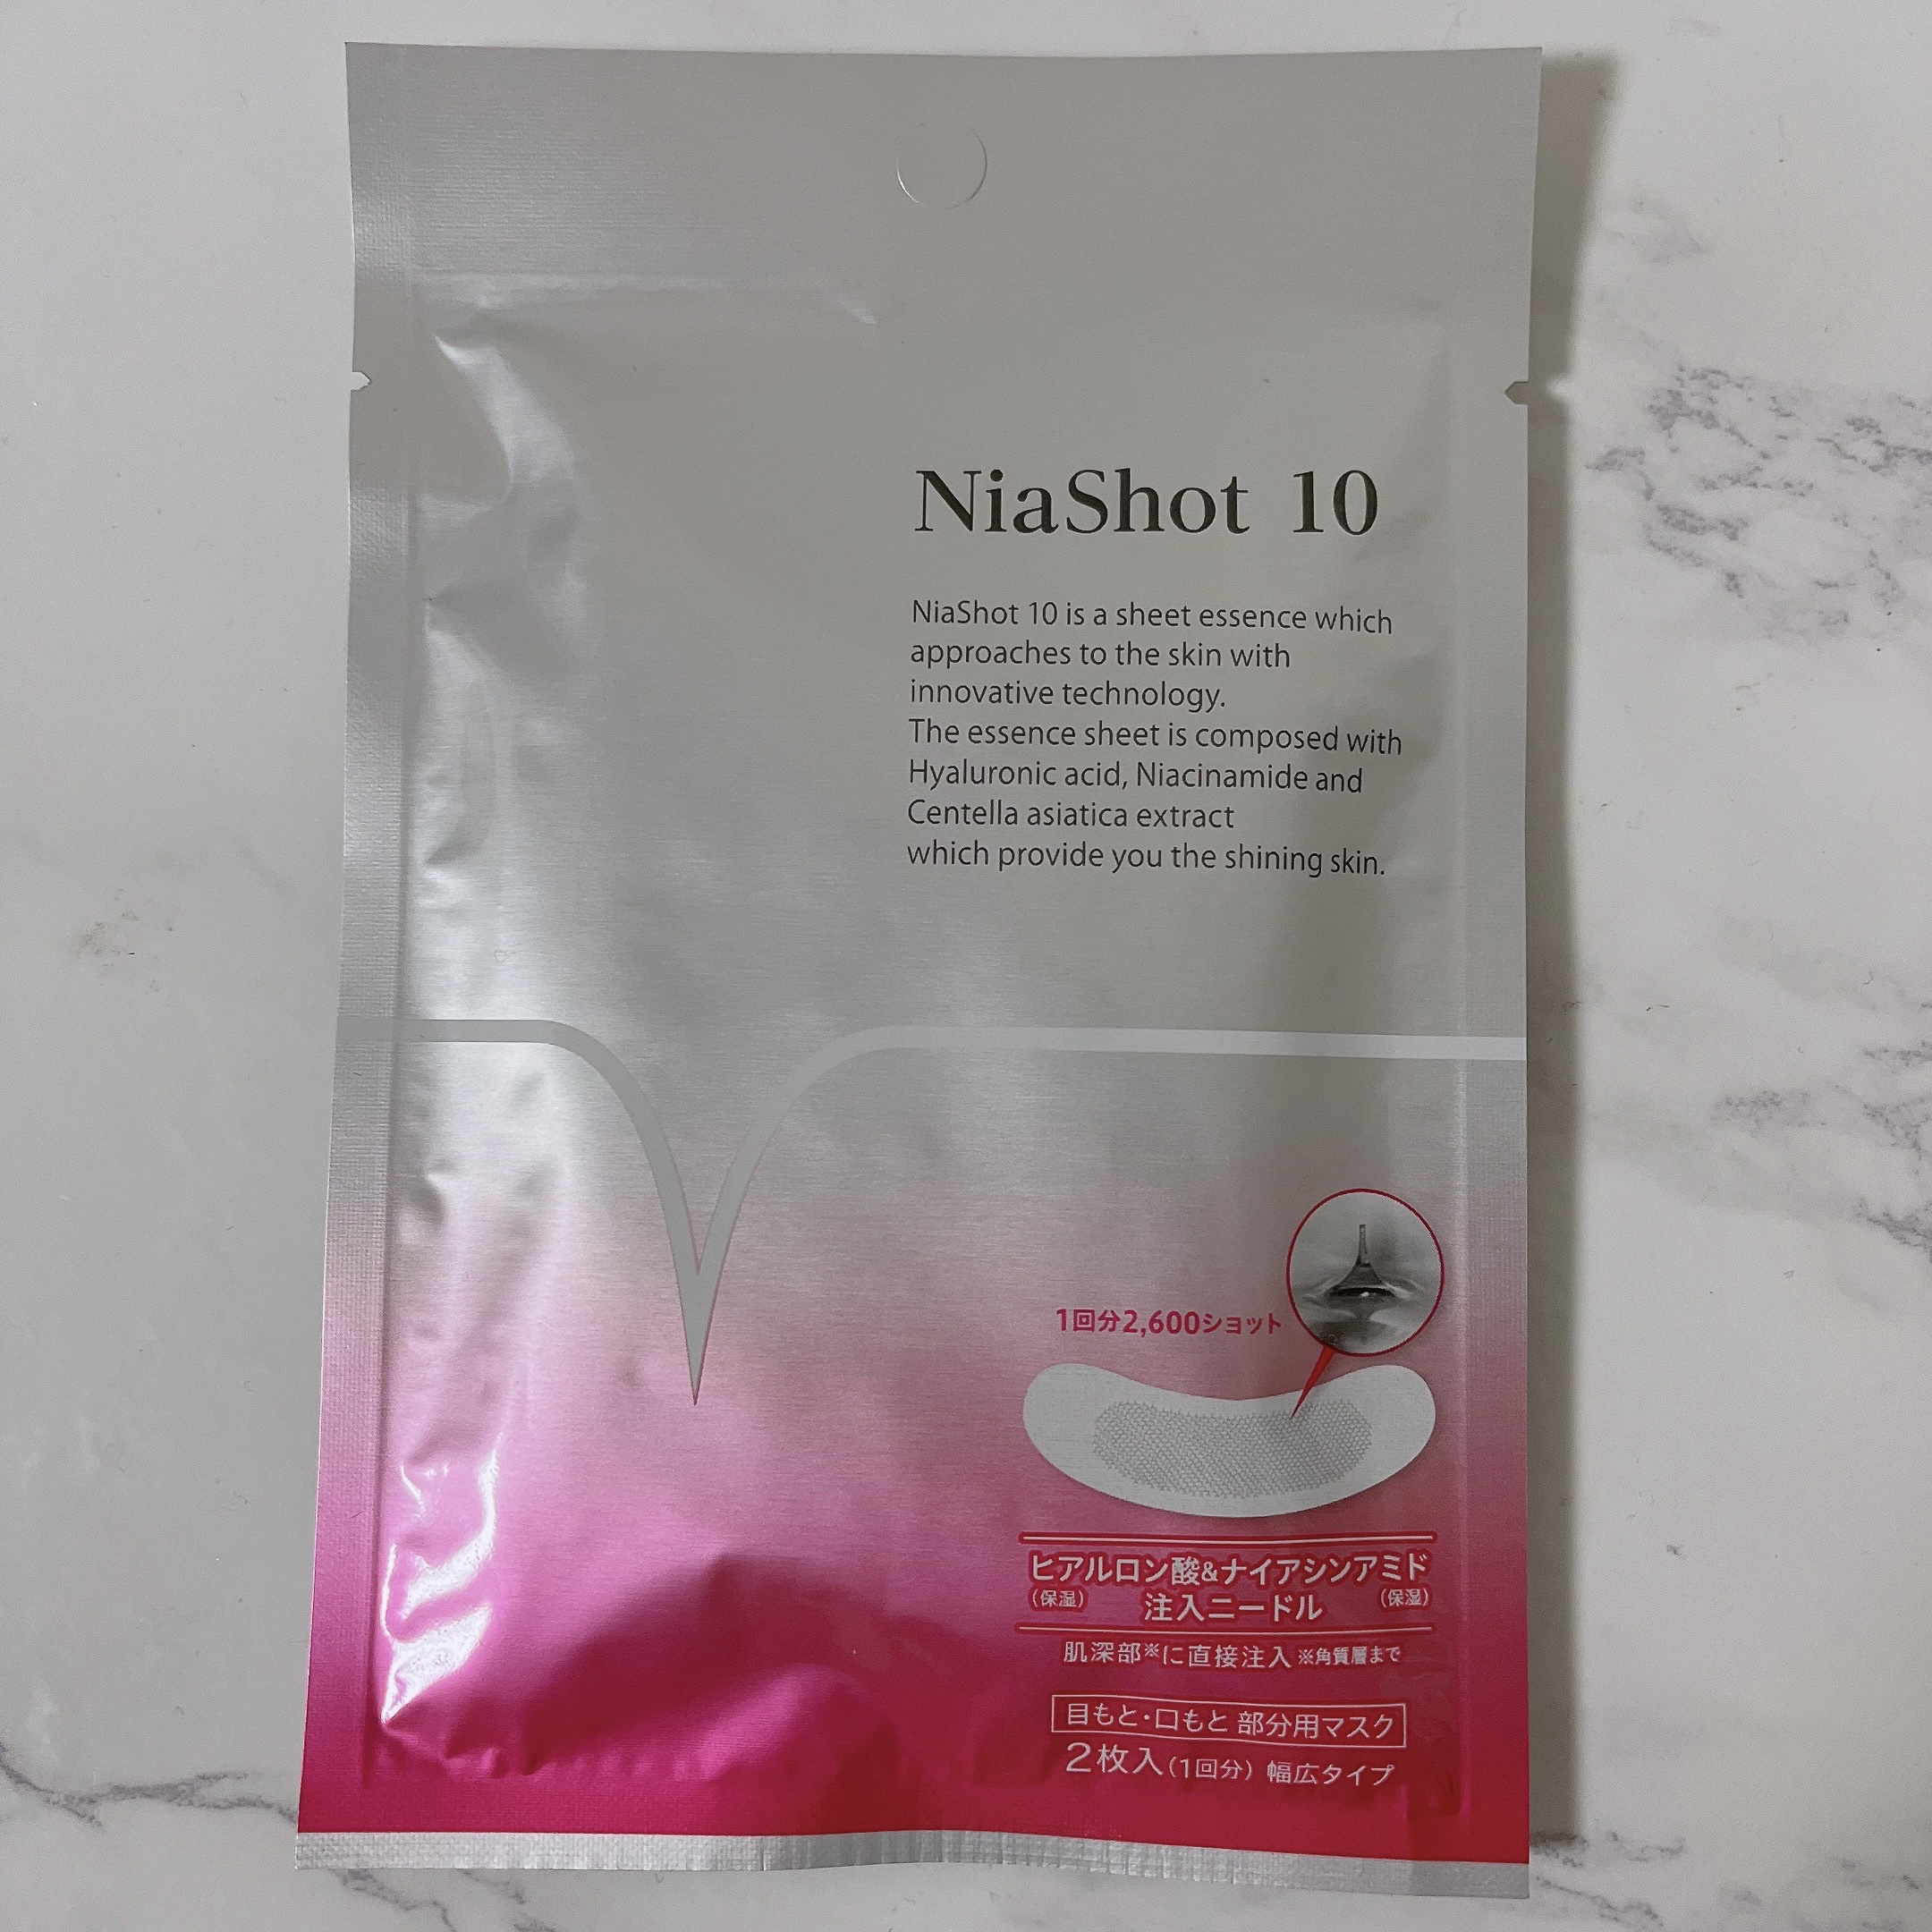 NiaShot 10
NiaShot 10 is a sheet essence which
approaches to the skin with
innovative technology.
The essence sheet is composed with
Hyaluronic acid, Niacinamide and
Centella asiatica extract
which provide you the shining skin.
1回分2,600ショット
ヒアルロン酸&ナイアシンアミド
(保湿) 注入ニードル (保湿)
肌深部※に直接注入 ※角質層まで
目もと・口もと 部分用マスク
2枚入(1回分) 幅広タイプ